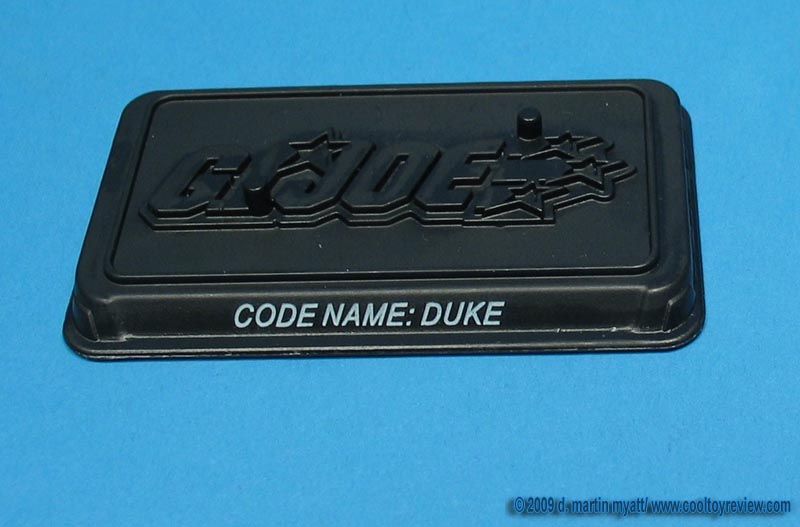 G.I. JOE
CODE NAME: DUKE
© 2009 d. martin myatt/ www.cooltoyreview.com